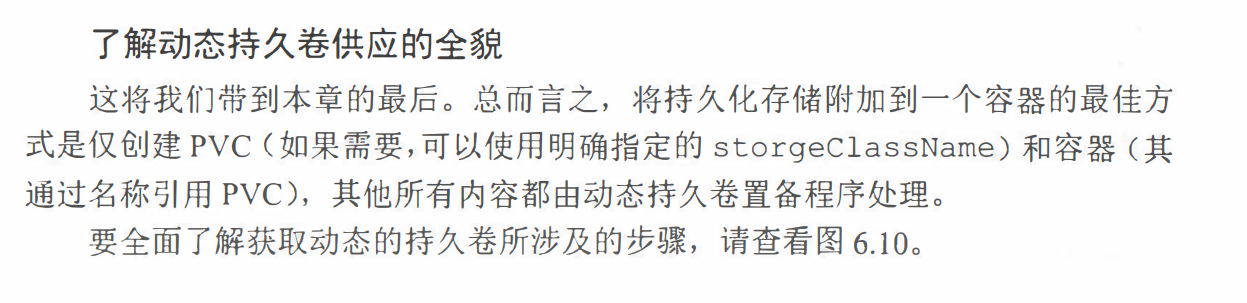 了解动态持久卷供应的全貌
这将我们带到本章的最后。总而言之，将持久化存储附加到一个容器的最佳方
式是仅创建 PVC（如果需要，可以使用明确指定的 storgeClassName）和容器（其
通过名称引用 PVC），其他所有内容都由动态持久卷置备程序处理。
要全面了解获取动态的持久卷所涉及的步骤，请查看图 6.10。